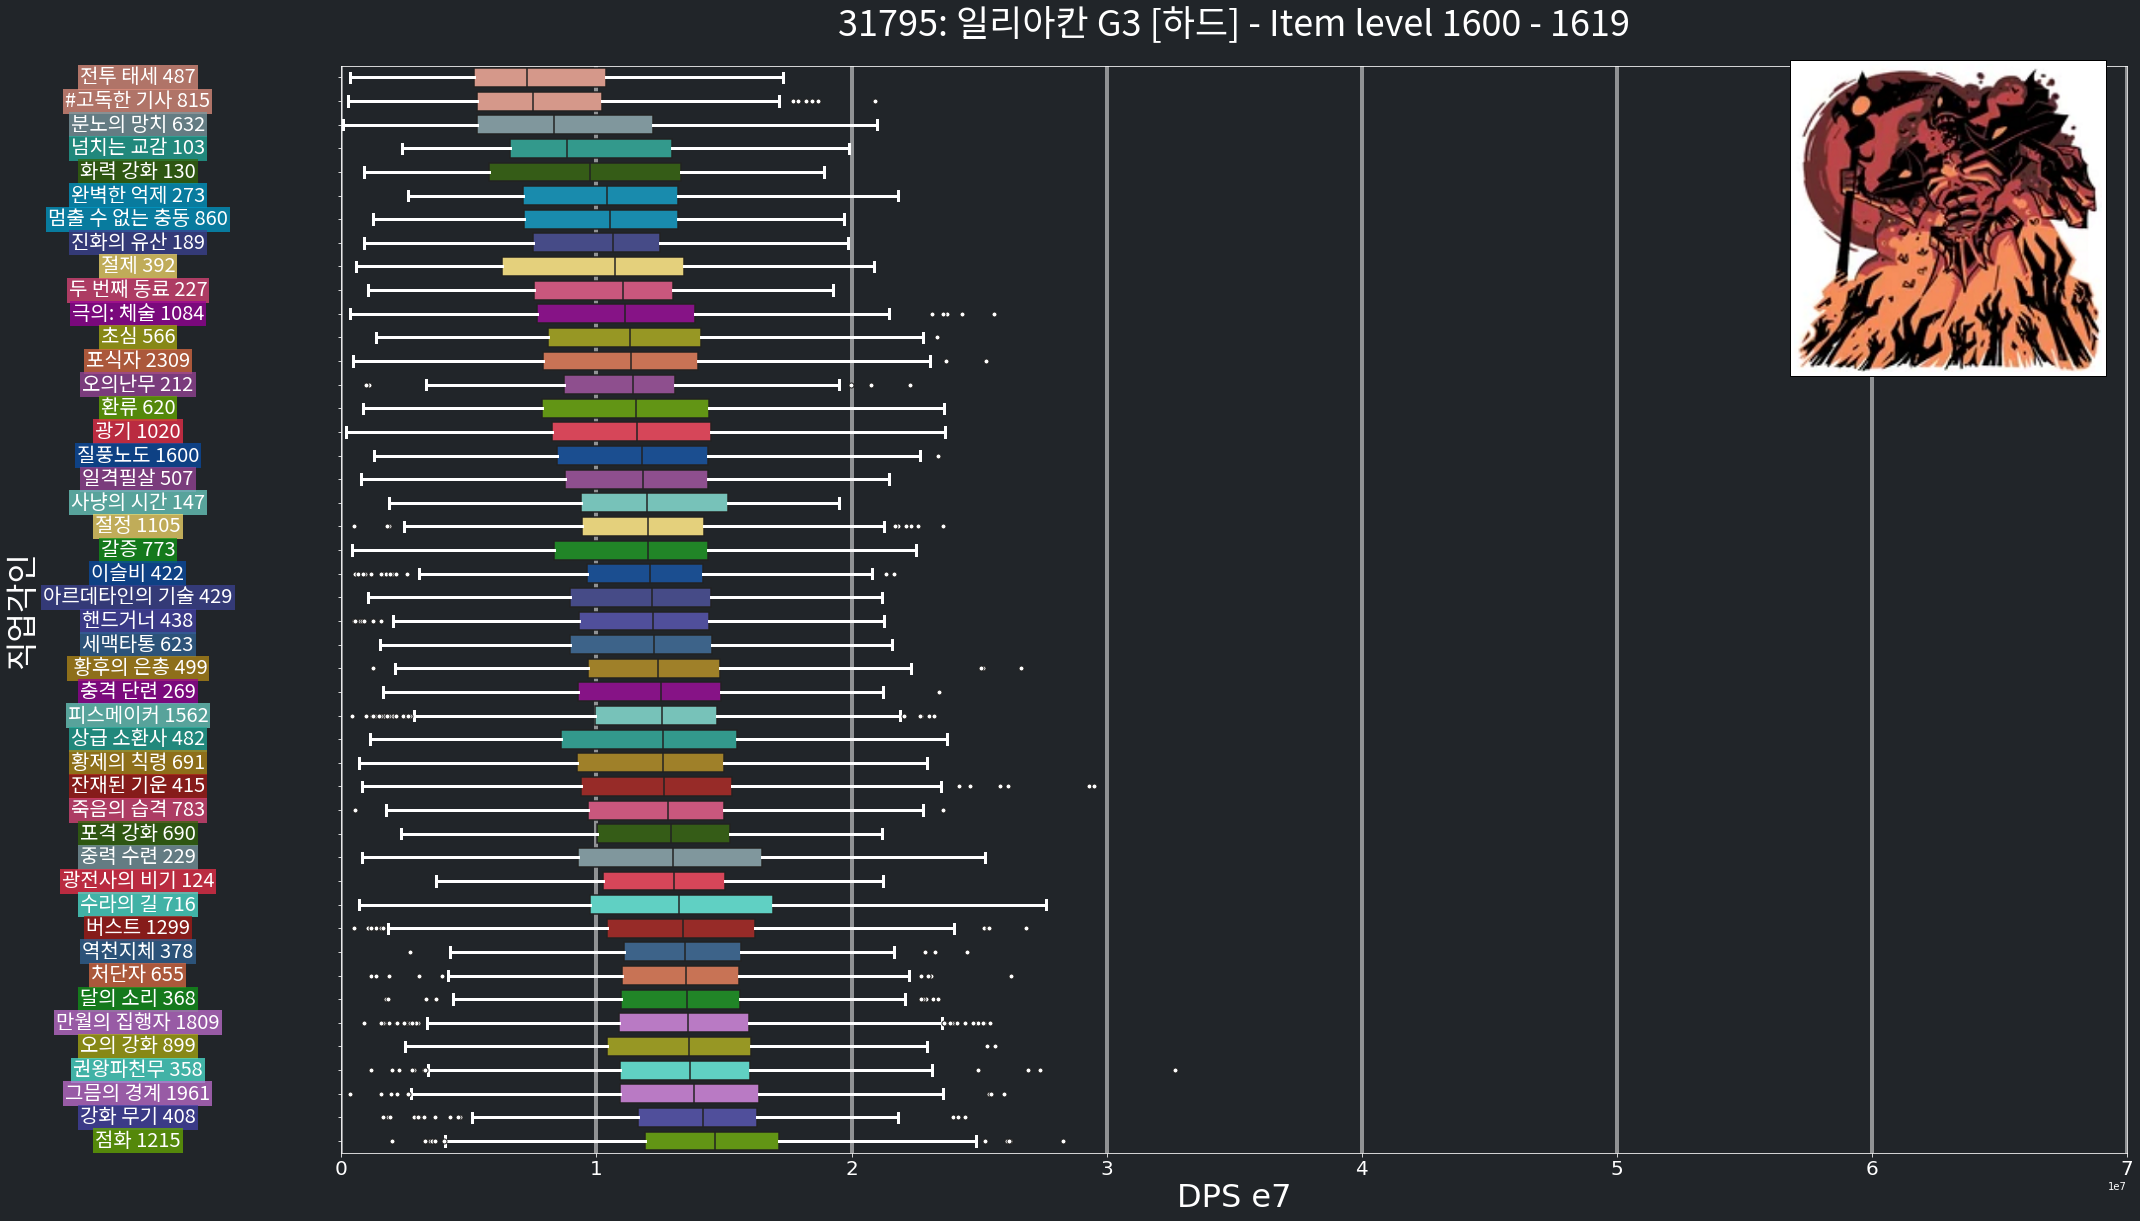 31795: 일리아칸 G3 [하드] - Item level 1600 - 1619
직업각인
전투 태세 487
#고독한 기사 815
분노의 망치 632
넘치는 교감 103
화력 강화 130
완벽한 억제 273
멈출 수 없는 충동 860
진화의 유산 189
절제 392
두 번째 동료 227
극의: 체술 1084
초심 566
포식자 2309
오의난무 212
환류 620
광기 1020
질풍노도 1600
일격필살 507
사냥의 시간 147
절정 1105
갈증 773
이슬비 422
아르데타인의 기술 429
핸드거너 438
세맥타통 623
황후의 은총 499
충격 단련 269
피스메이커 1562
상급 소환사 482
황제의 칙령 691
잔재된 기운 415
죽음의 습격 783
포격 강화 690
중력 수련 229
광전사의 비기 124
수라의 길 716
버스트 1299
역천지체 378
처단자 655
달의 소리 368
만월의 집행자 1809
오의 강화 899
권왕파천무 358
그믐의 경계 1961
강화 무기 408
점화 1215
0 1 2 3 4 5 6 7
1e7
DPS e7